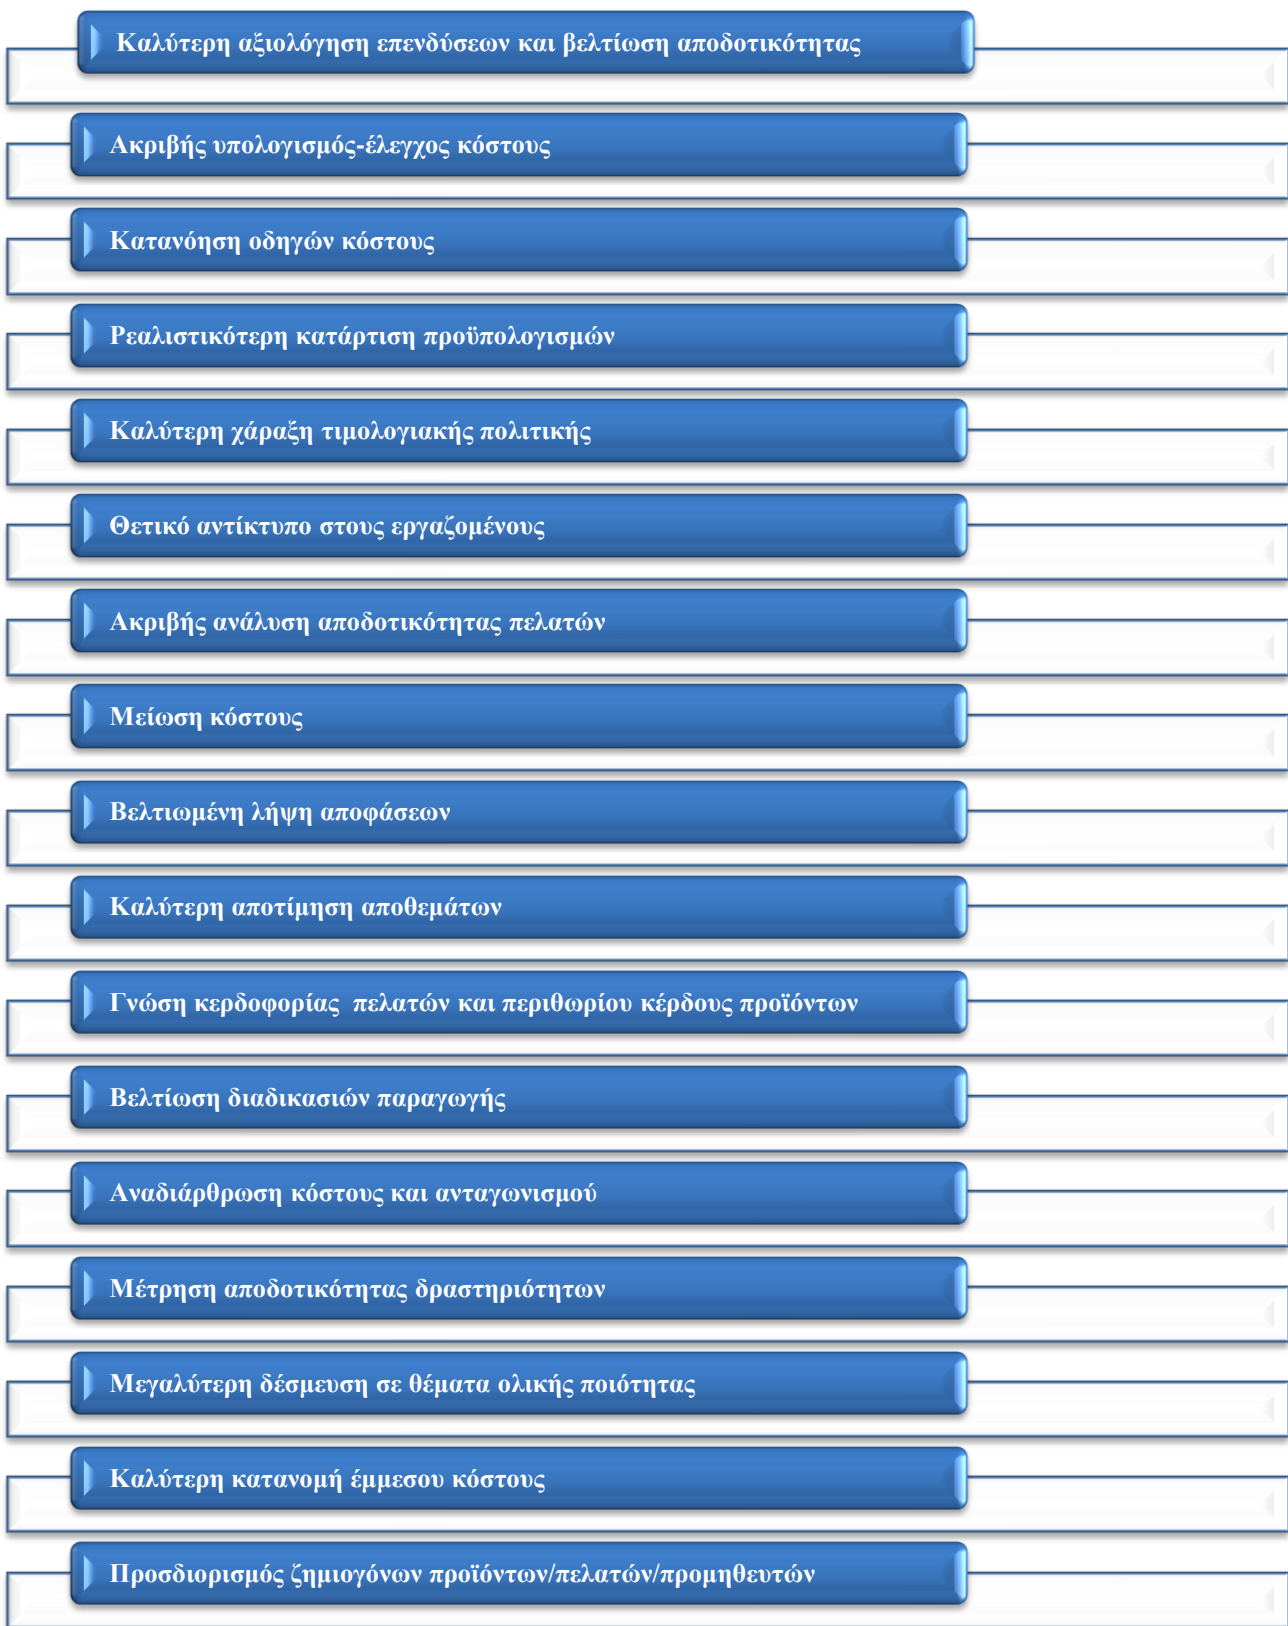 Καλύτερη αξιολόγηση επενδύσεων και βελτίωση αποδοτικότητας
Ακριβής υπολογισμός-έλεγχος κόστους
Κατανόηση οδηγών κόστους
Ρεαλιστικότερη κατάρτιση προϋπολογισμών
Καλύτερη χάραξη τιμολογιακής πολιτικής
Θετικό αντίκτυπο στους εργαζομένους
Ακριβής ανάλυση αποδοτικότητας πελατών
Μείωση κόστους
Βελτιωμένη λήψη αποφάσεων
Καλύτερη αποτίμηση αποθεμάτων
Γνώση κερδοφορίας  πελατών και περιθωρίου κέρδους προϊόντων
Βελτίωση διαδικασιών παραγωγής
Αναδιάρθρωση κόστους και ανταγωνισμού
Μέτρηση αποδοτικότητας δραστηριότητων
Μεγαλύτερη δέσμευση σε θέματα ολικής ποιότητας
Καλύτερη κατανομή έμμεσου κόστους
Προσδιορισμός ζημιογόνων προϊόντων/πελατών/προμηθευτών